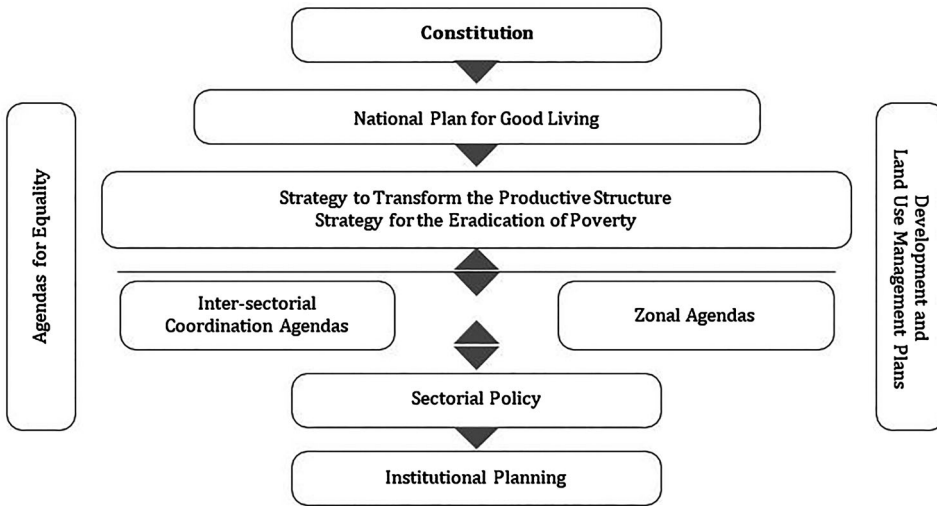 Constitution
National Plan for Good Living
Strategy to Transform the Productive Structure
Strategy for the Eradication of Poverty
Inter-sectorial
Coordination Agendas
Zonal Agendas
Sectorial Policy
Institutional Planning
Agendas for Equality
Development and
Land Use Management Plans